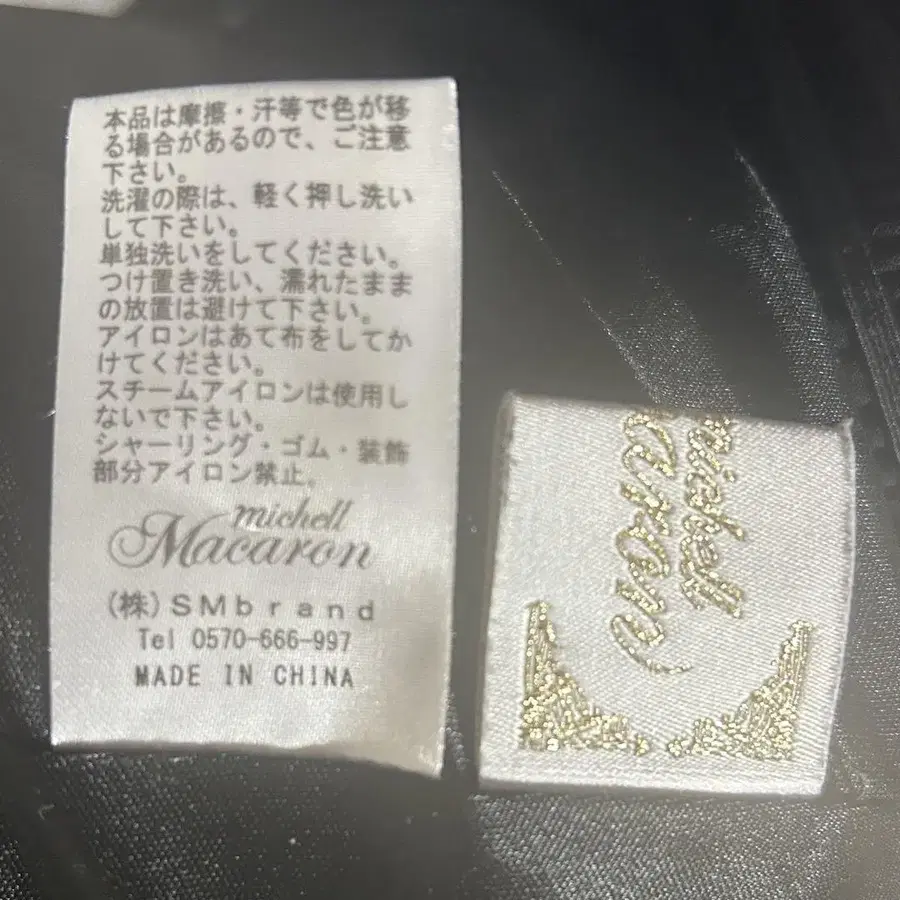 本品は摩擦・汗等で色が移
る場合があるので、ご注意
下さい。
洗濯の際は、軽く押し洗い
して下さい。
単独洗いをしてください。
つけ置き洗い、濡れたまま
の放置は避けて下さい。
アイロンはあて布をしてか
けてください。
スチームアイロンは使用し
ないで下さい。
シャーリング・ゴム・装飾
部分アイロン禁止。
michell
Macaron
(株)SMbrand
Tel 0570-666-997
MADE IN CHINA
michell